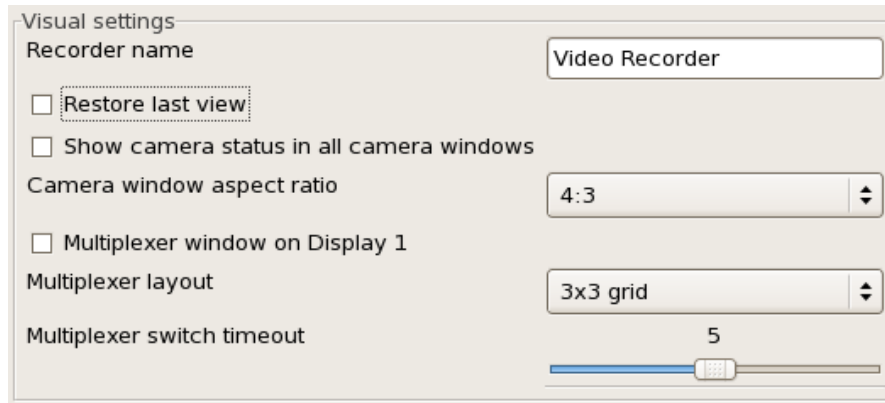 Visual settings
Recorder name
Video Recorder
Restore last view
Show camera status in all camera windows
Camera window aspect ratio
4:3
Multiplexer window on Display 1
Multiplexer layout
3x3 grid
Multiplexer switch timeout
5